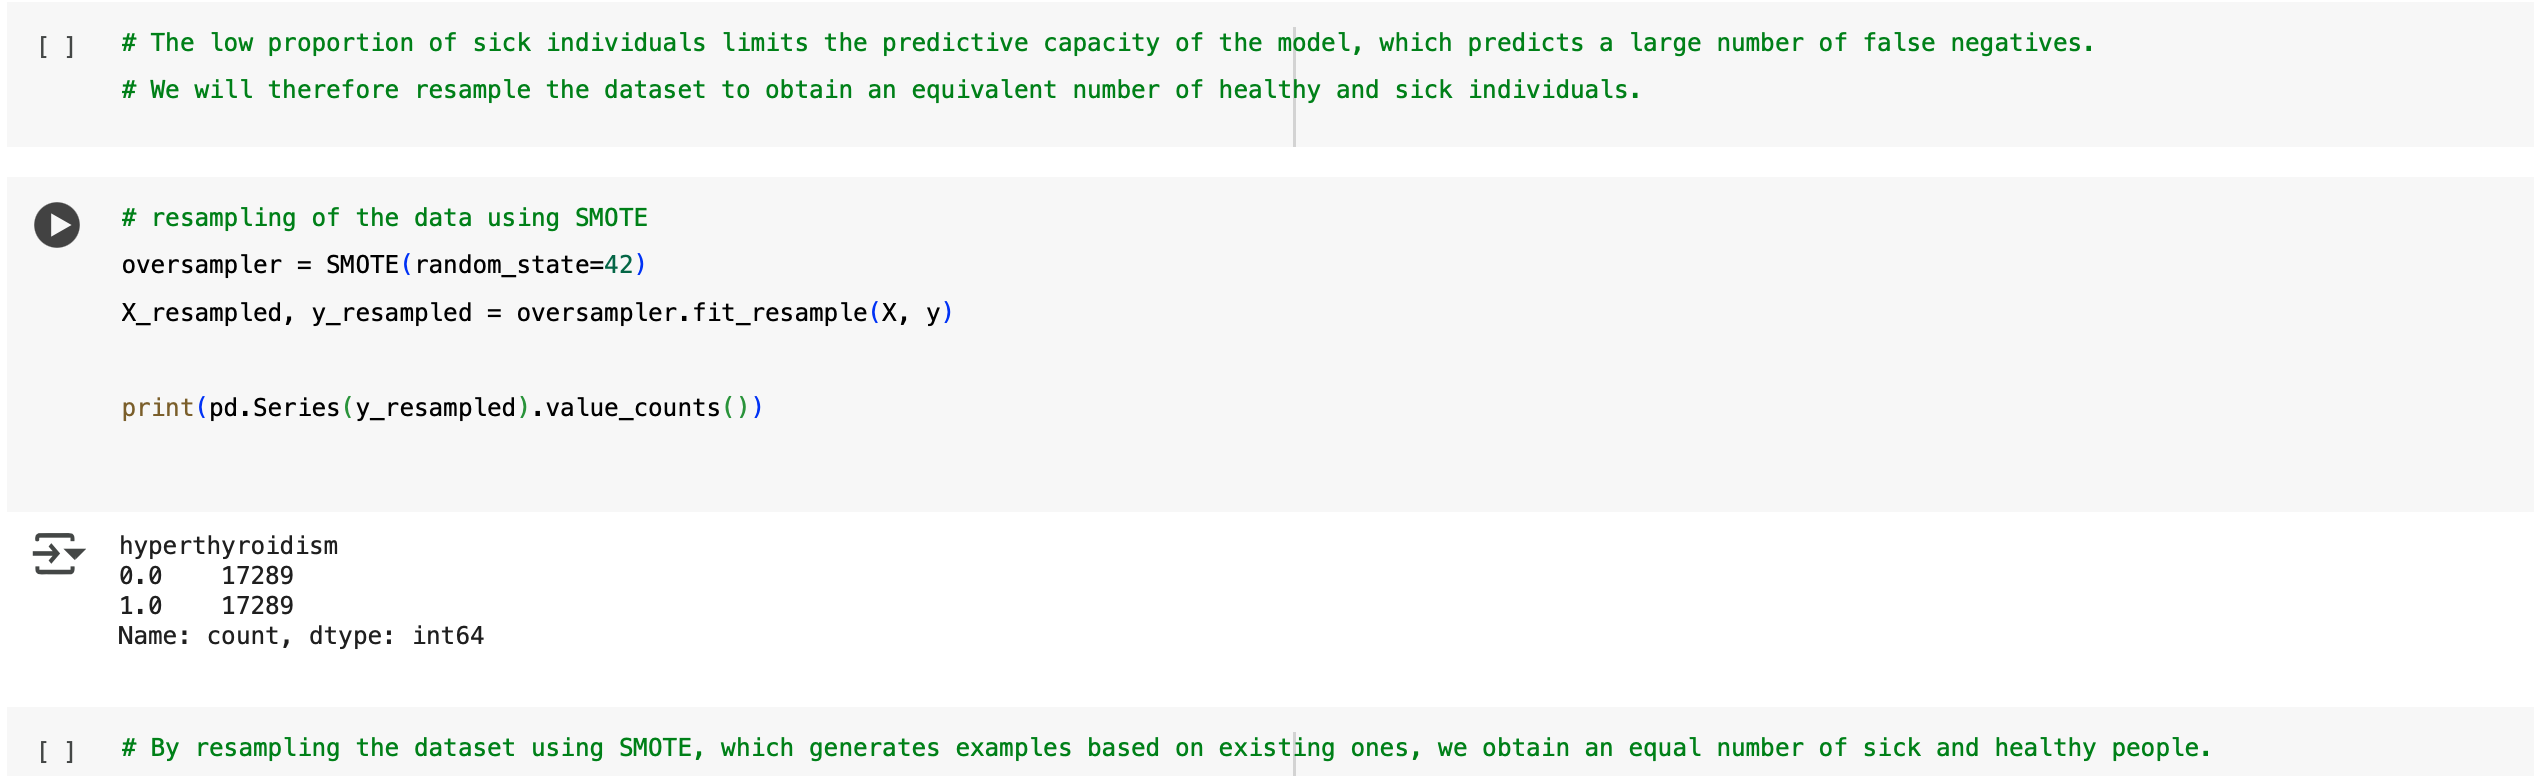 [ ] # The low proportion of sick individuals limits the predictive capacity of the model, which predicts a large number of false negatives.
# We will therefore resample the dataset to obtain an equivalent number of healthy and sick individuals.
# resampling of the data using SMOTE
oversampler = SMOTE(random_state=42)
X_resampled, y_resampled = oversampler.fit_resample(X, y)
print(pd.Series(y_resampled).value_counts())
hyperthyroidism
0.0    17289
1.0    17289
Name: count, dtype: int64
[ ] # By resampling the dataset using SMOTE, which generates examples based on existing ones, we obtain an equal number of sick and healthy people.